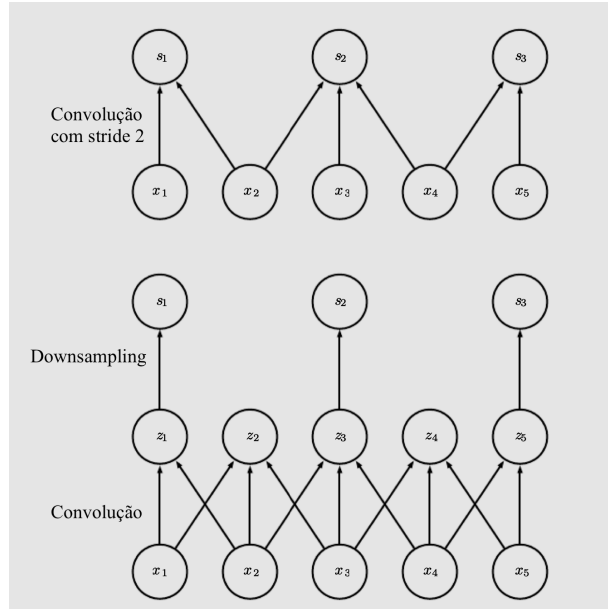 s₁ s₂ s₃
Convolução
com stride 2
x₁ x₂ x₃ x₄ x₅
s₁ s₂ s₃
Downsampling
z₁ z₂ z₃ z₄ z₅
Convolução
x₁ x₂ x₃ x₄ x₅